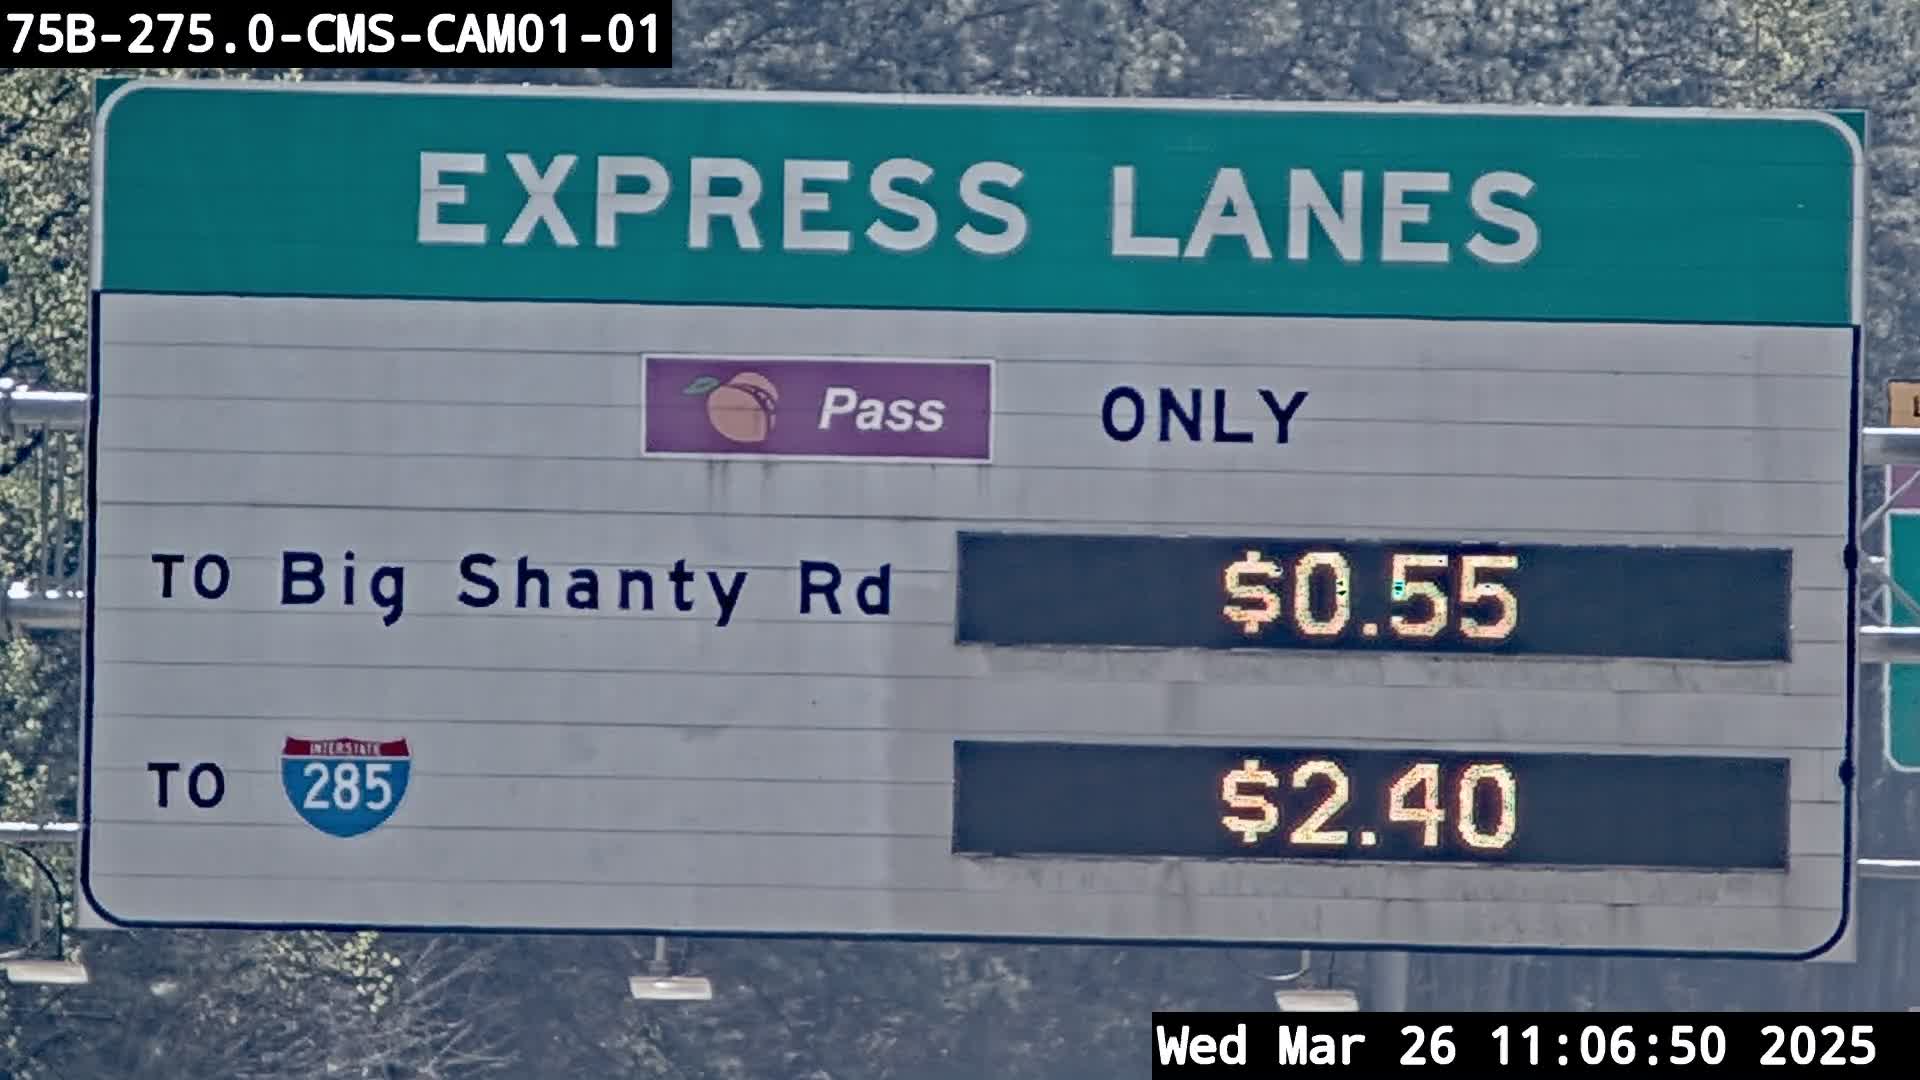 75B-275.0-CMS-CAM01-01
EXPRESS LANES
Pass ONLY
TO Big Shanty Rd $0.55
TO INTERSTATE 285 $2.40
Wed Mar 26 11:06:50 2025